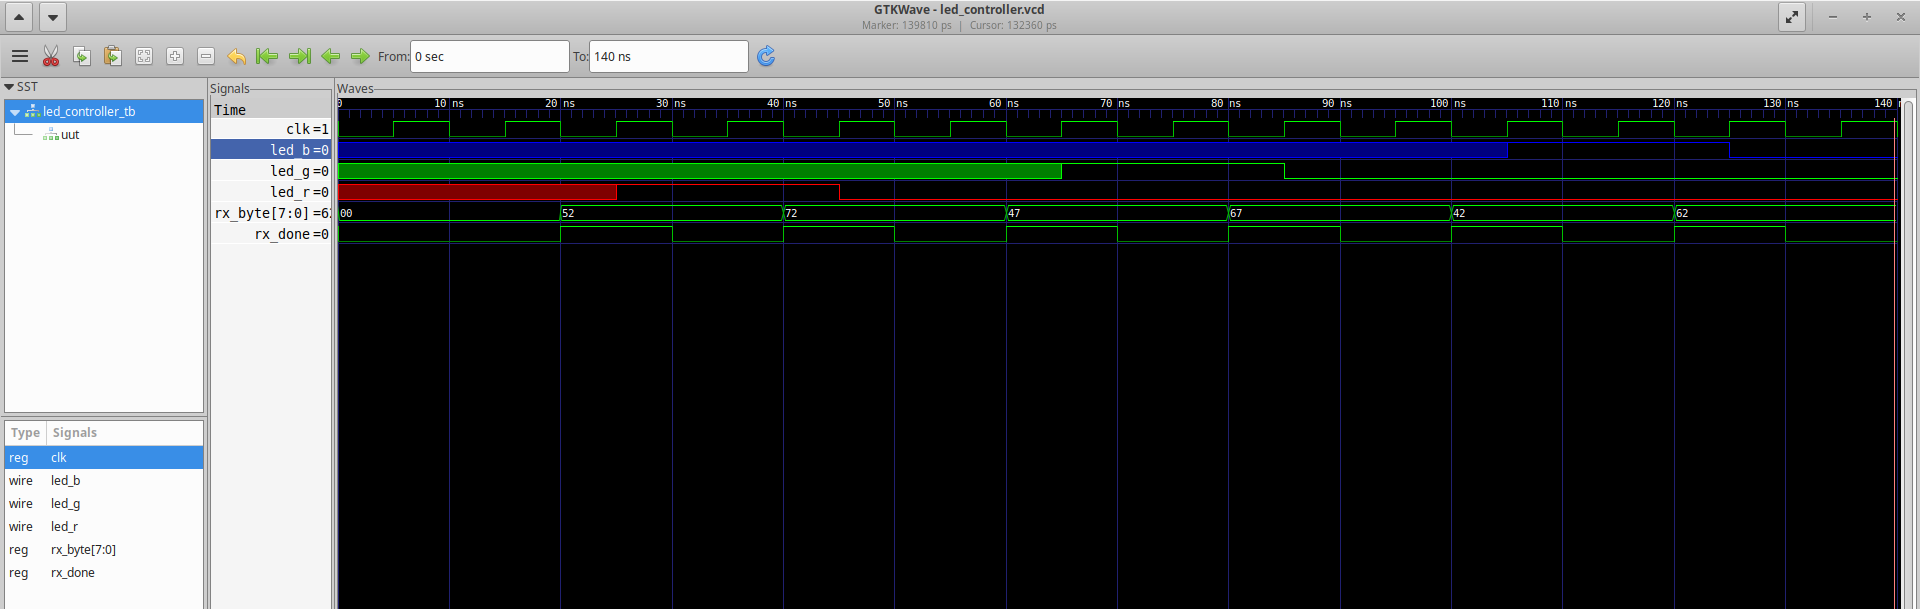 GTKWave - led_controller.vcd
Marker: 139810 ps | Cursor: 132360 ps
From: 0 sec To: 140 ns
SST
led_controller_tb
uut
Type Signals
reg clk
wire led_b
wire led_g
wire led_r
reg rx_byte[7:0]
reg rx_done
Signals
Time
clk =1
led_b =0
led_g =0
led_r =0
rx_byte[7:0] =6
rx_done =0
Waves
0 10 ns 20 ns 30 ns 40 ns 50 ns 60 ns 70 ns 80 ns 90 ns 100 ns 110 ns 120 ns 130 ns 140 n
00 52 72 47 67 42 62